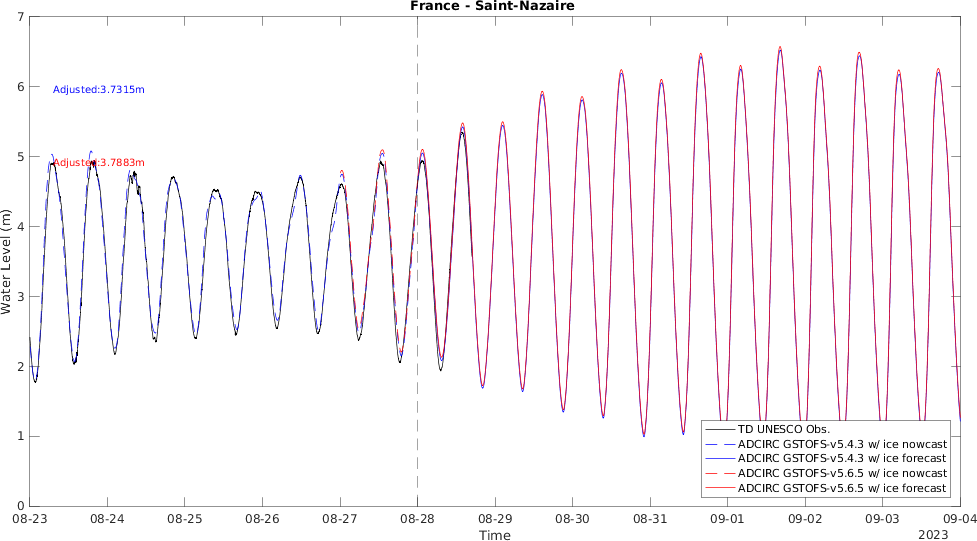 France - Saint-Nazaire
Water Level (m)
7
6
5
4
3
2
1
0
Adjusted:3.7315m
Adjusted:3.7883m
TD UNESCO Obs.
ADCIRC GSTOFS-v5.4.3 w/ ice nowcast
ADCIRC GSTOFS-v5.4.3 w/ ice forecast
ADCIRC GSTOFS-v5.6.5 w/ ice nowcast
ADCIRC GSTOFS-v5.6.5 w/ ice forecast
08-23 08-24 08-25 08-26 08-27 08-28 08-29 08-30 08-31 09-01 09-02 09-03 09-04
Time
2023